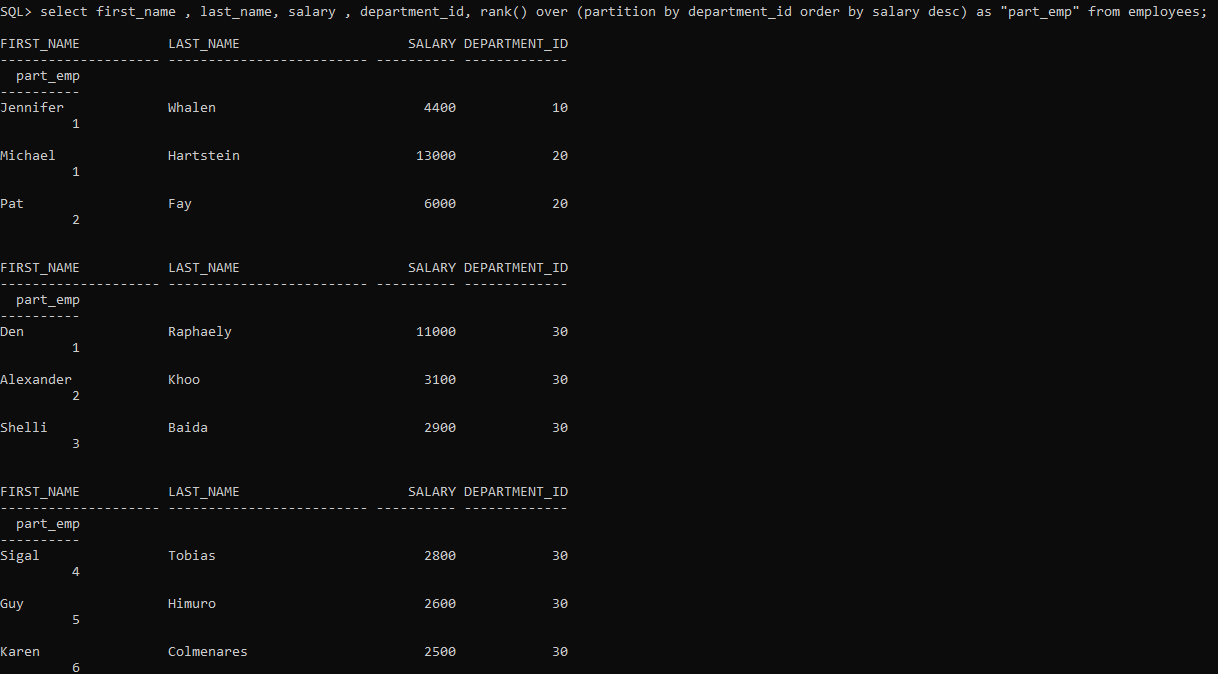 SQL> select first_name , last_name, salary , department_id, rank() over (partition by department_id order by salary desc) as "part_emp" from employees;
FIRST_NAME           LAST_NAME                     SALARY DEPARTMENT_ID
-------------------- ------------------------- ---------- -------------
  part_emp
----------
Jennifer             Whalen                          4400            10
         1
Michael              Hartstein                      13000            20
         1
Pat                  Fay                             6000            20
         2
FIRST_NAME           LAST_NAME                     SALARY DEPARTMENT_ID
-------------------- ------------------------- ---------- -------------
  part_emp
----------
Den                  Raphaely                       11000            30
         1
Alexander            Khoo                            3100            30
         2
Shelli               Baida                           2900            30
         3
FIRST_NAME           LAST_NAME                     SALARY DEPARTMENT_ID
-------------------- ------------------------- ---------- -------------
  part_emp
----------
Sigal                Tobias                          2800            30
         4
Guy                  Himuro                          2600            30
         5
Karen                Colmenares                      2500            30
         6